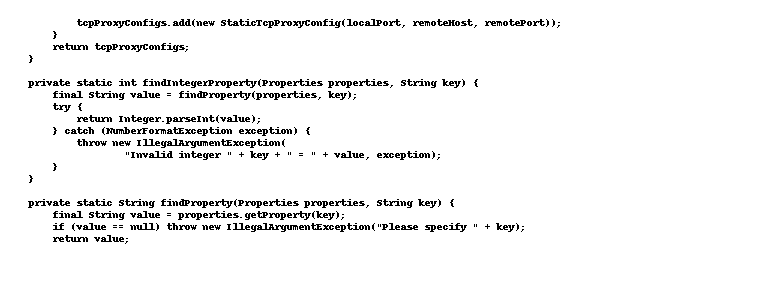 tcpProxyConfigs.add(new StaticTcpProxyConfig(localPort, remoteHost, remotePort));
        }
        return tcpProxyConfigs;
    }

    private static int findIntegerProperty(Properties properties, String key) {
        final String value = findProperty(properties, key);
        try {
            return Integer.parseInt(value);
        } catch (NumberFormatException exception) {
            throw new IllegalArgumentException(
                    "Invalid integer " + key + " = " + value, exception);
        }
    }

    private static String findProperty(Properties properties, String key) {
        final String value = properties.getProperty(key);
        if (value == null) throw new IllegalArgumentException("Please specify " + key);
        return value;